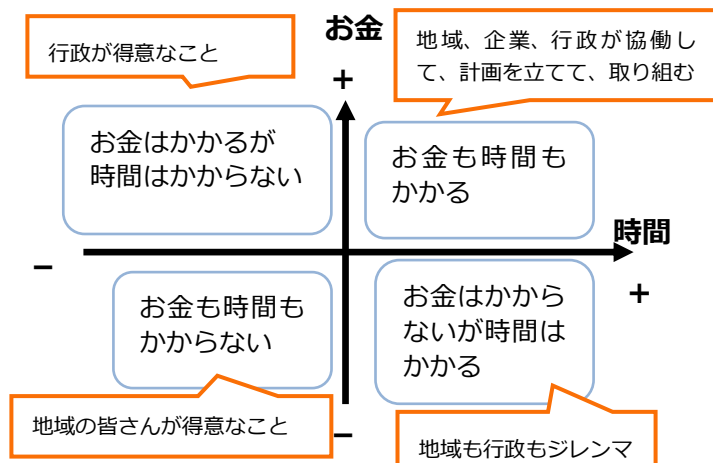 お金
行政が得意なこと
地域、企業、行政が協働し
て、計画を立てて、取り組む
+
お金はかかるが
時間はかからない
お金も時間も
かかる
時間
−
+
お金も時間も
かからない
お金はかから
ないが時間は
かかる
地域の皆さんが得意なこと
−
地域も行政もジレンマ